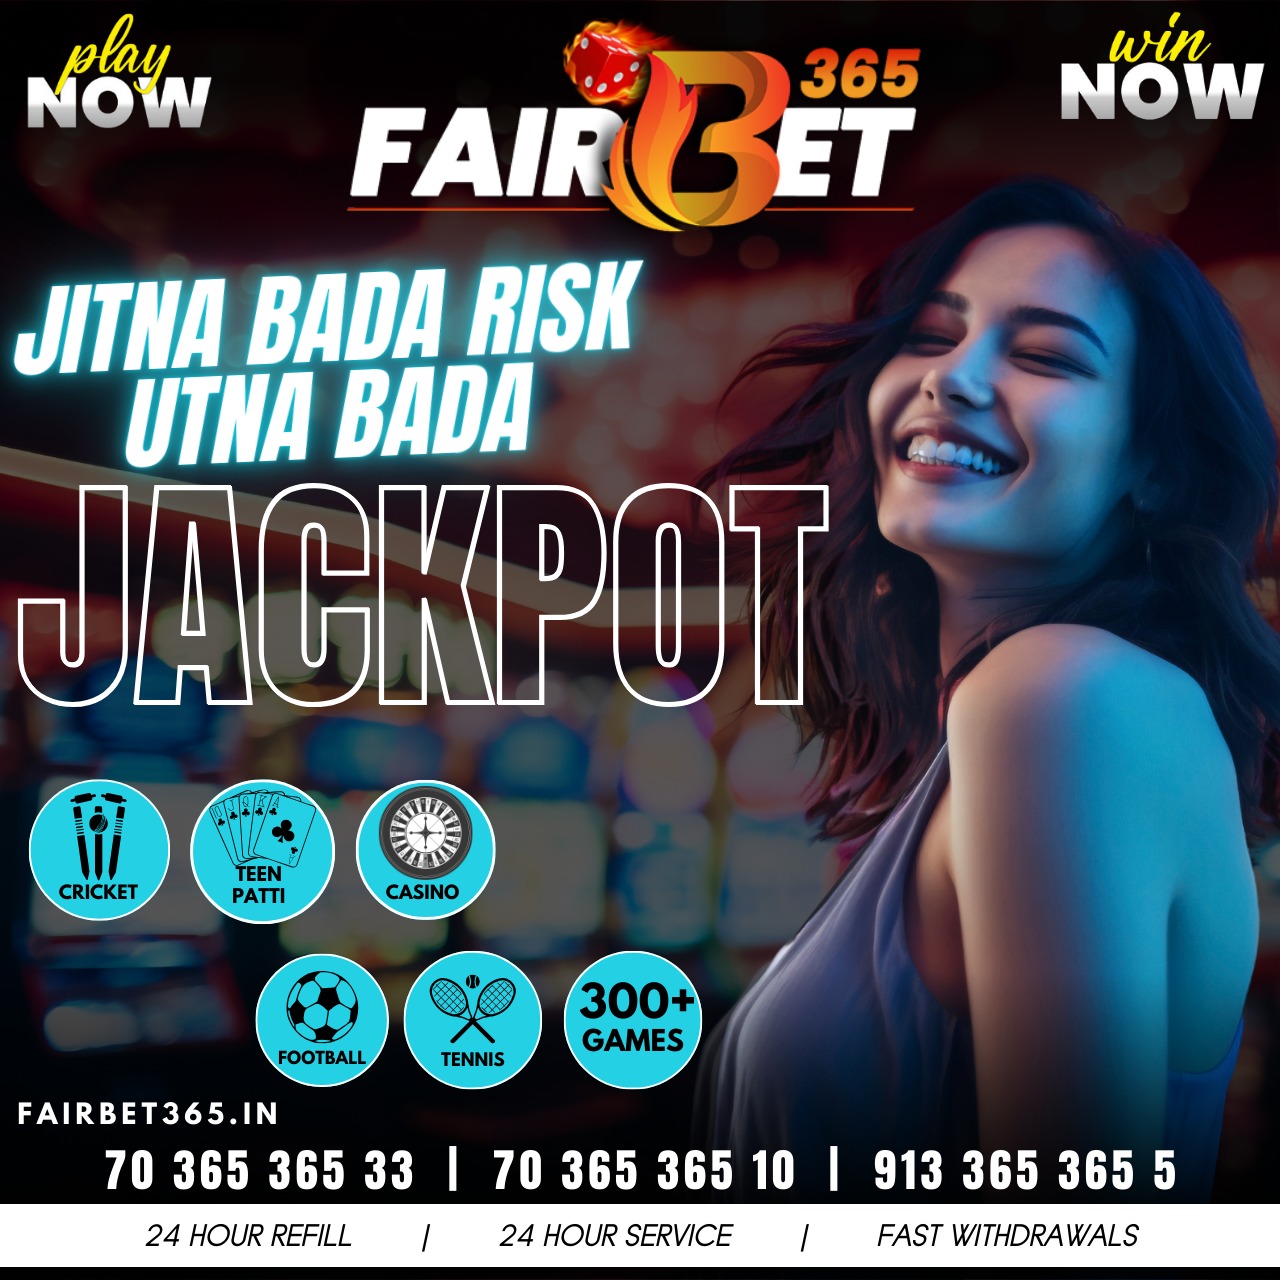 play
NOW
win
NOW
365
FAIRBET
JITNA BADA RISK
UTNA BADA
JACKPOT
CRICKET
TEEN
PATTI
CASINO
FOOTBALL
TENNIS
300+
GAMES
FAIRBET365.IN
70 365 365 33 | 70 365 365 10 | 913 365 365 5
24 HOUR REFILL | 24 HOUR SERVICE | FAST WITHDRAWALS